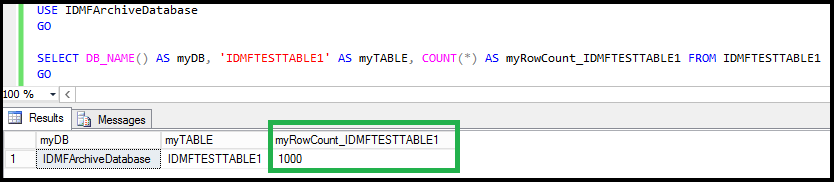 USE IDMFArchiveDatabase
GO
SELECT DB_NAME() AS myDB, 'IDMFTESTTABLE1' AS myTABLE, COUNT(*) AS myRowCount_IDMFTESTTABLE1 FROM IDMFTESTTABLE1
GO
100 %
Results Messages
myDB myTABLE myRowCount_IDMFTESTTABLE1
1 IDMFArchiveDatabase IDMFTESTTABLE1 1000